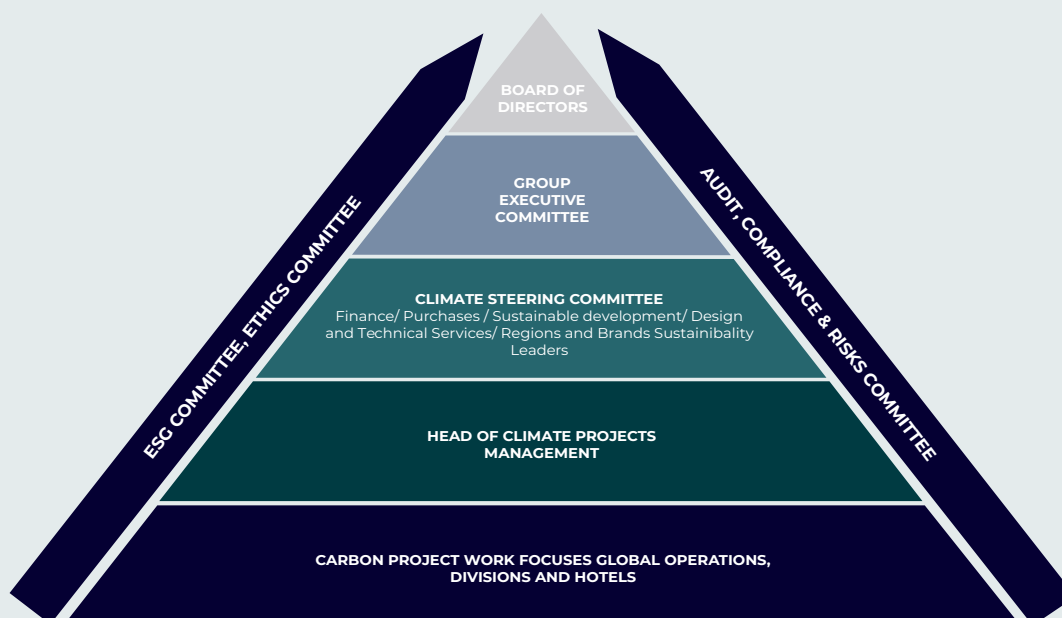 BOARD OF
DIRECTORS
GROUP
EXECUTIVE
COMMITTEE
CLIMATE STEERING COMMITTEE
Finance/ Purchases / Sustainable development/ Design
and Technical Services/ Regions and Brands Sustainibality
Leaders
HEAD OF CLIMATE PROJECTS
MANAGEMENT
CARBON PROJECT WORK FOCUSES GLOBAL OPERATIONS,
DIVISIONS AND HOTELS
ESG COMMITTEE, ETHICS COMMITTEE
AUDIT, COMPLIANCE & RISKS COMMITTEE